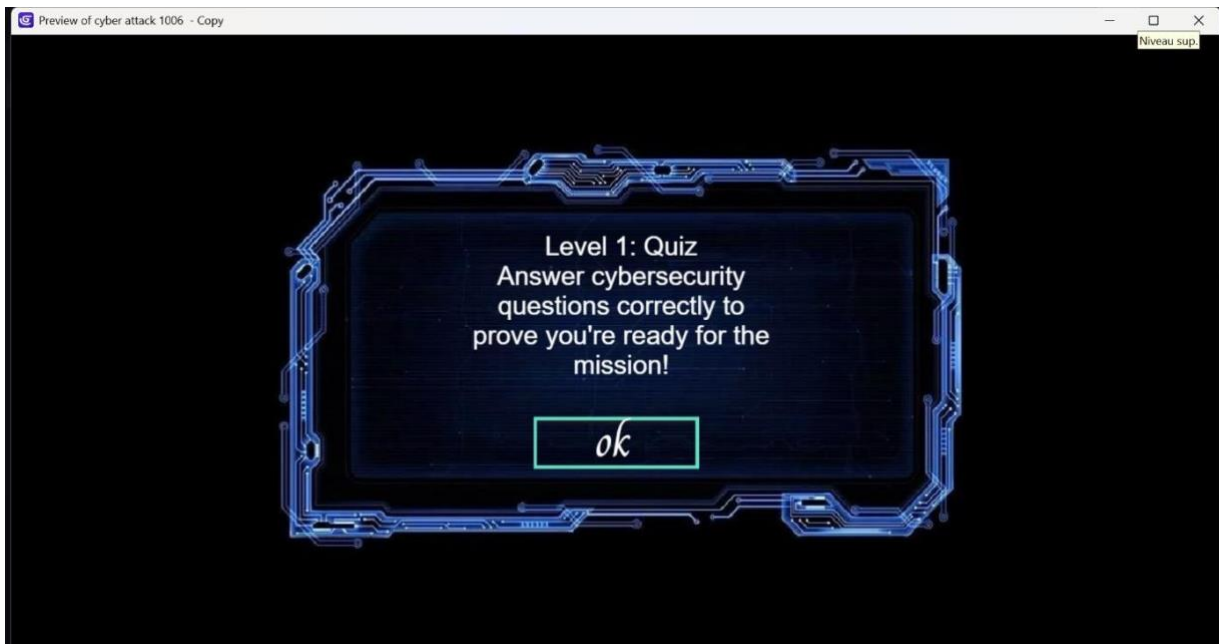 Preview of cyber attack 1006 - Copy
Niveau sup.
Level 1: Quiz
Answer cybersecurity
questions correctly to
prove you're ready for the
mission!
ok